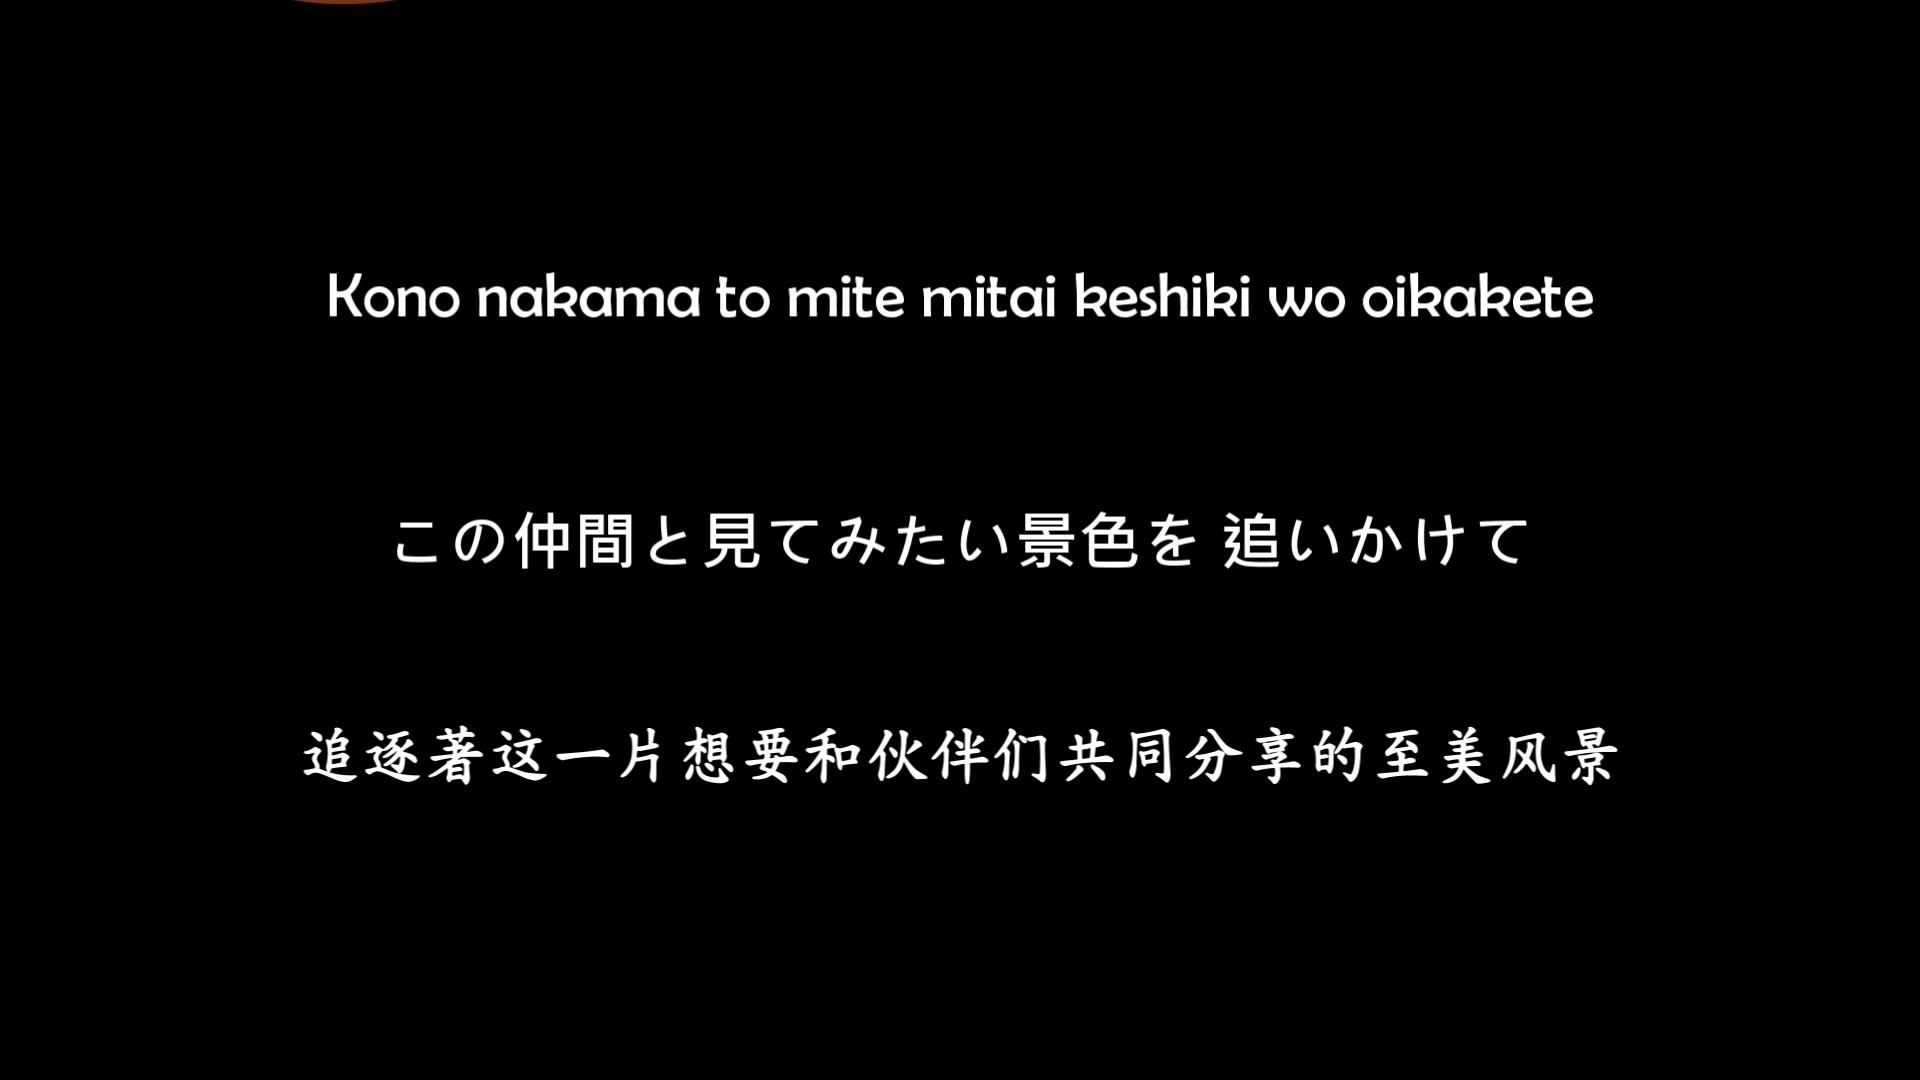 Kono nakama to mite mitai keshiki wo oikakete
この仲間と見てみたい景色を 追いかけて
追逐著这一片想要和伙伴们共同分享的至美风景